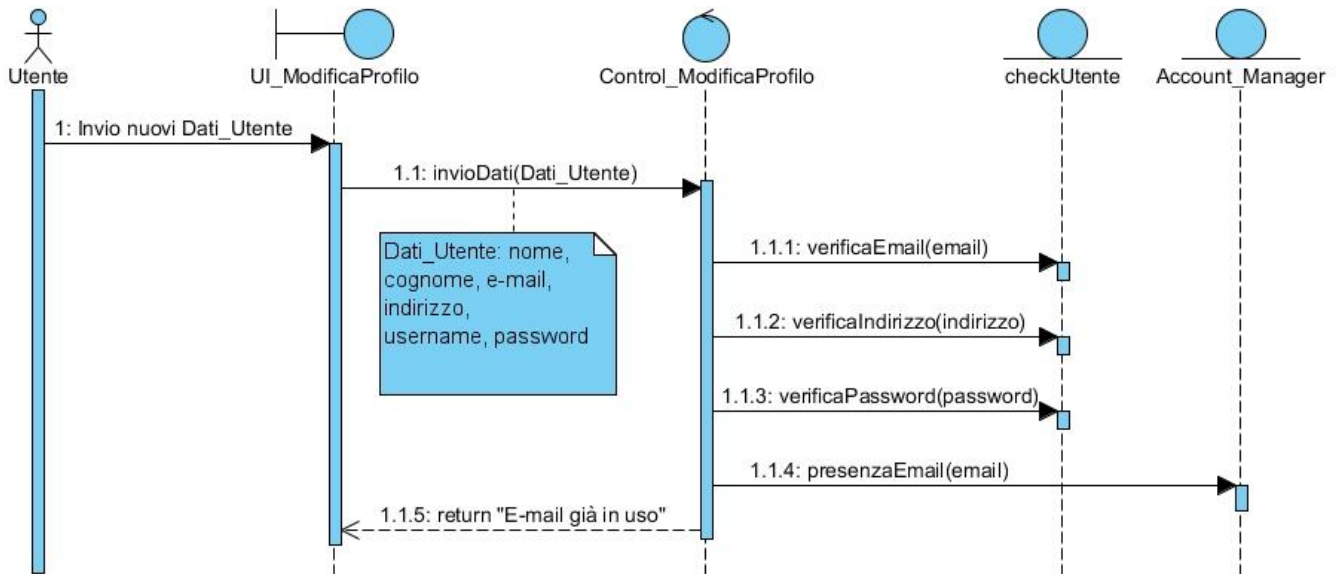 Utente
UI_ModificaProfilo
Control_ModificaProfilo
checkUtente
Account_Manager
1: Invio nuovi Dati_Utente
1.1: invioDati(Dati_Utente)
Dati_Utente: nome,
cognome, e-mail,
indirizzo,
username, password
1.1.1: verificaEmail(email)
1.1.2: verificaIndirizzo(indirizzo)
1.1.3: verificaPassword(password)
1.1.4: presenzaEmail(email)
1.1.5: return "E-mail già in uso"